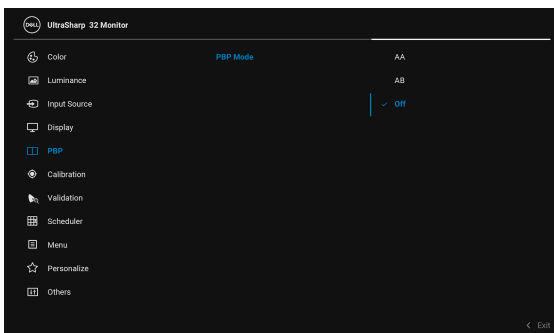 DELL UltraSharp 32 Monitor
Color PBP Mode AA
Luminance AB
Input Source Off
Display
PBP
Calibration
Validation
Scheduler
Menu
Personalize
Others
Exit